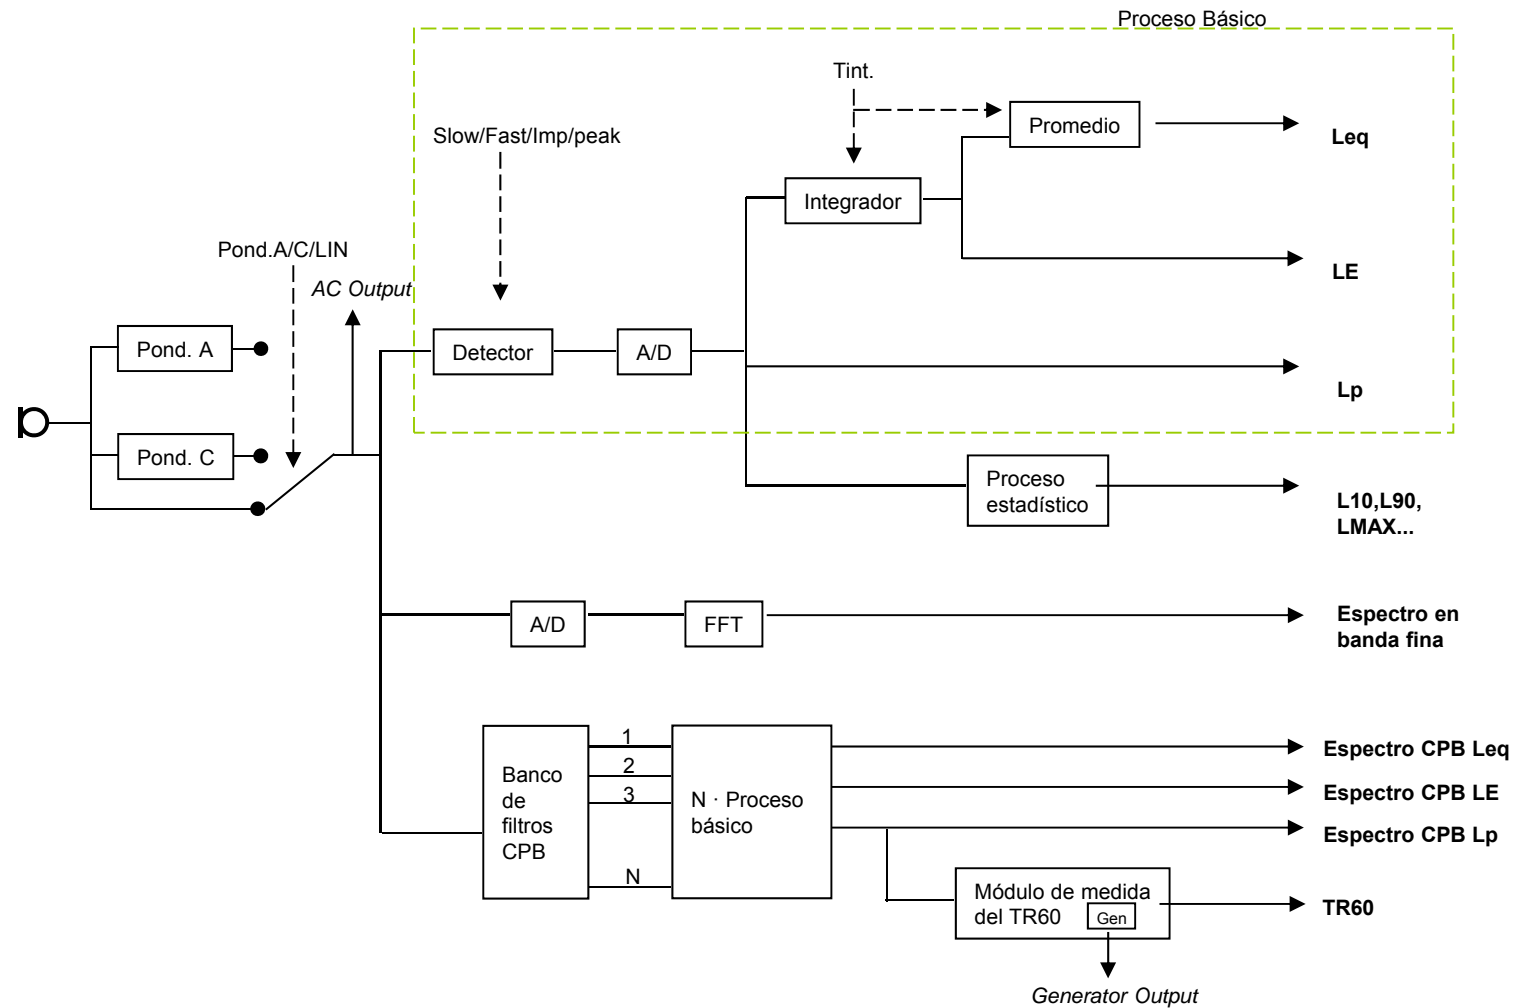 Proceso Básico
Tint.
Promedio
Leq
Slow/Fast/Imp/peak
Integrador
Pond.A/C/LIN
LE
AC Output
Pond. A
Detector
A/D
Lp
Pond. C
Proceso
estadístico
L10,L90,
LMAX...
A/D
FFT
Espectro en
banda fina
Banco
de
filtros
CPB
1
2
3
N
N · Proceso
básico
Espectro CPB Leq
Espectro CPB LE
Espectro CPB Lp
Módulo de medida
del TR60
Gen
TR60
Generator Output